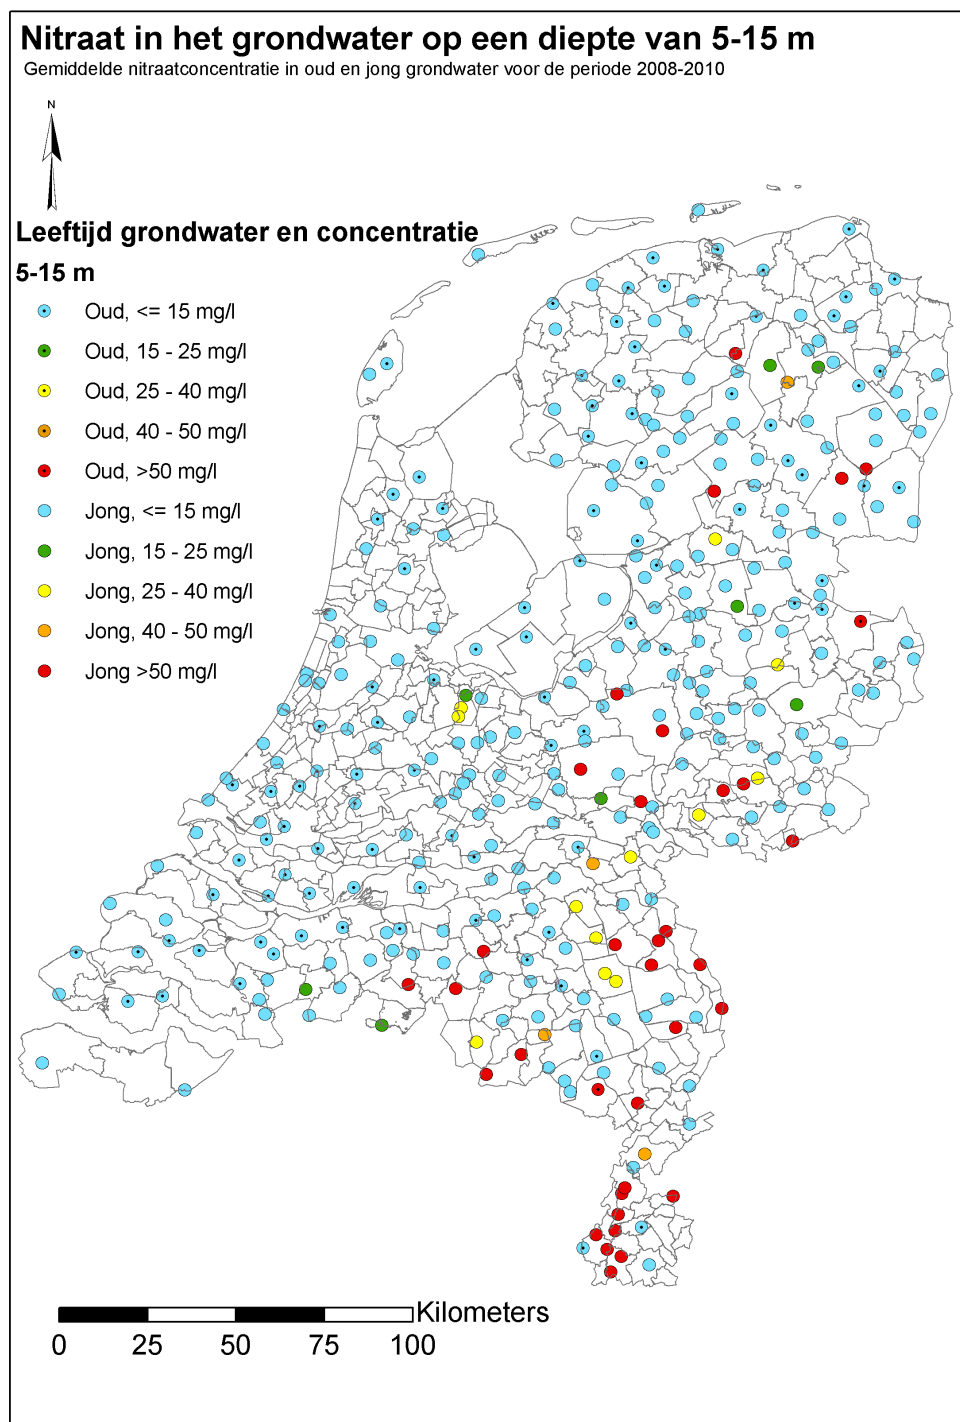 Nitraat in het grondwater op een diepte van 5-15 m
Gemiddelde nitraatconcentratie in oud en jong grondwater voor de periode 2008-2010
N
Leeftijd grondwater en concentratie
5-15 m
Oud, <= 15 mg/l
Oud, 15 - 25 mg/l
Oud, 25 - 40 mg/l
Oud, 40 - 50 mg/l
Oud, >50 mg/l
Jong, <= 15 mg/l
Jong, 15 - 25 mg/l
Jong, 25 - 40 mg/l
Jong, 40 - 50 mg/l
Jong >50 mg/l
Kilometers
0 25 50 75 100